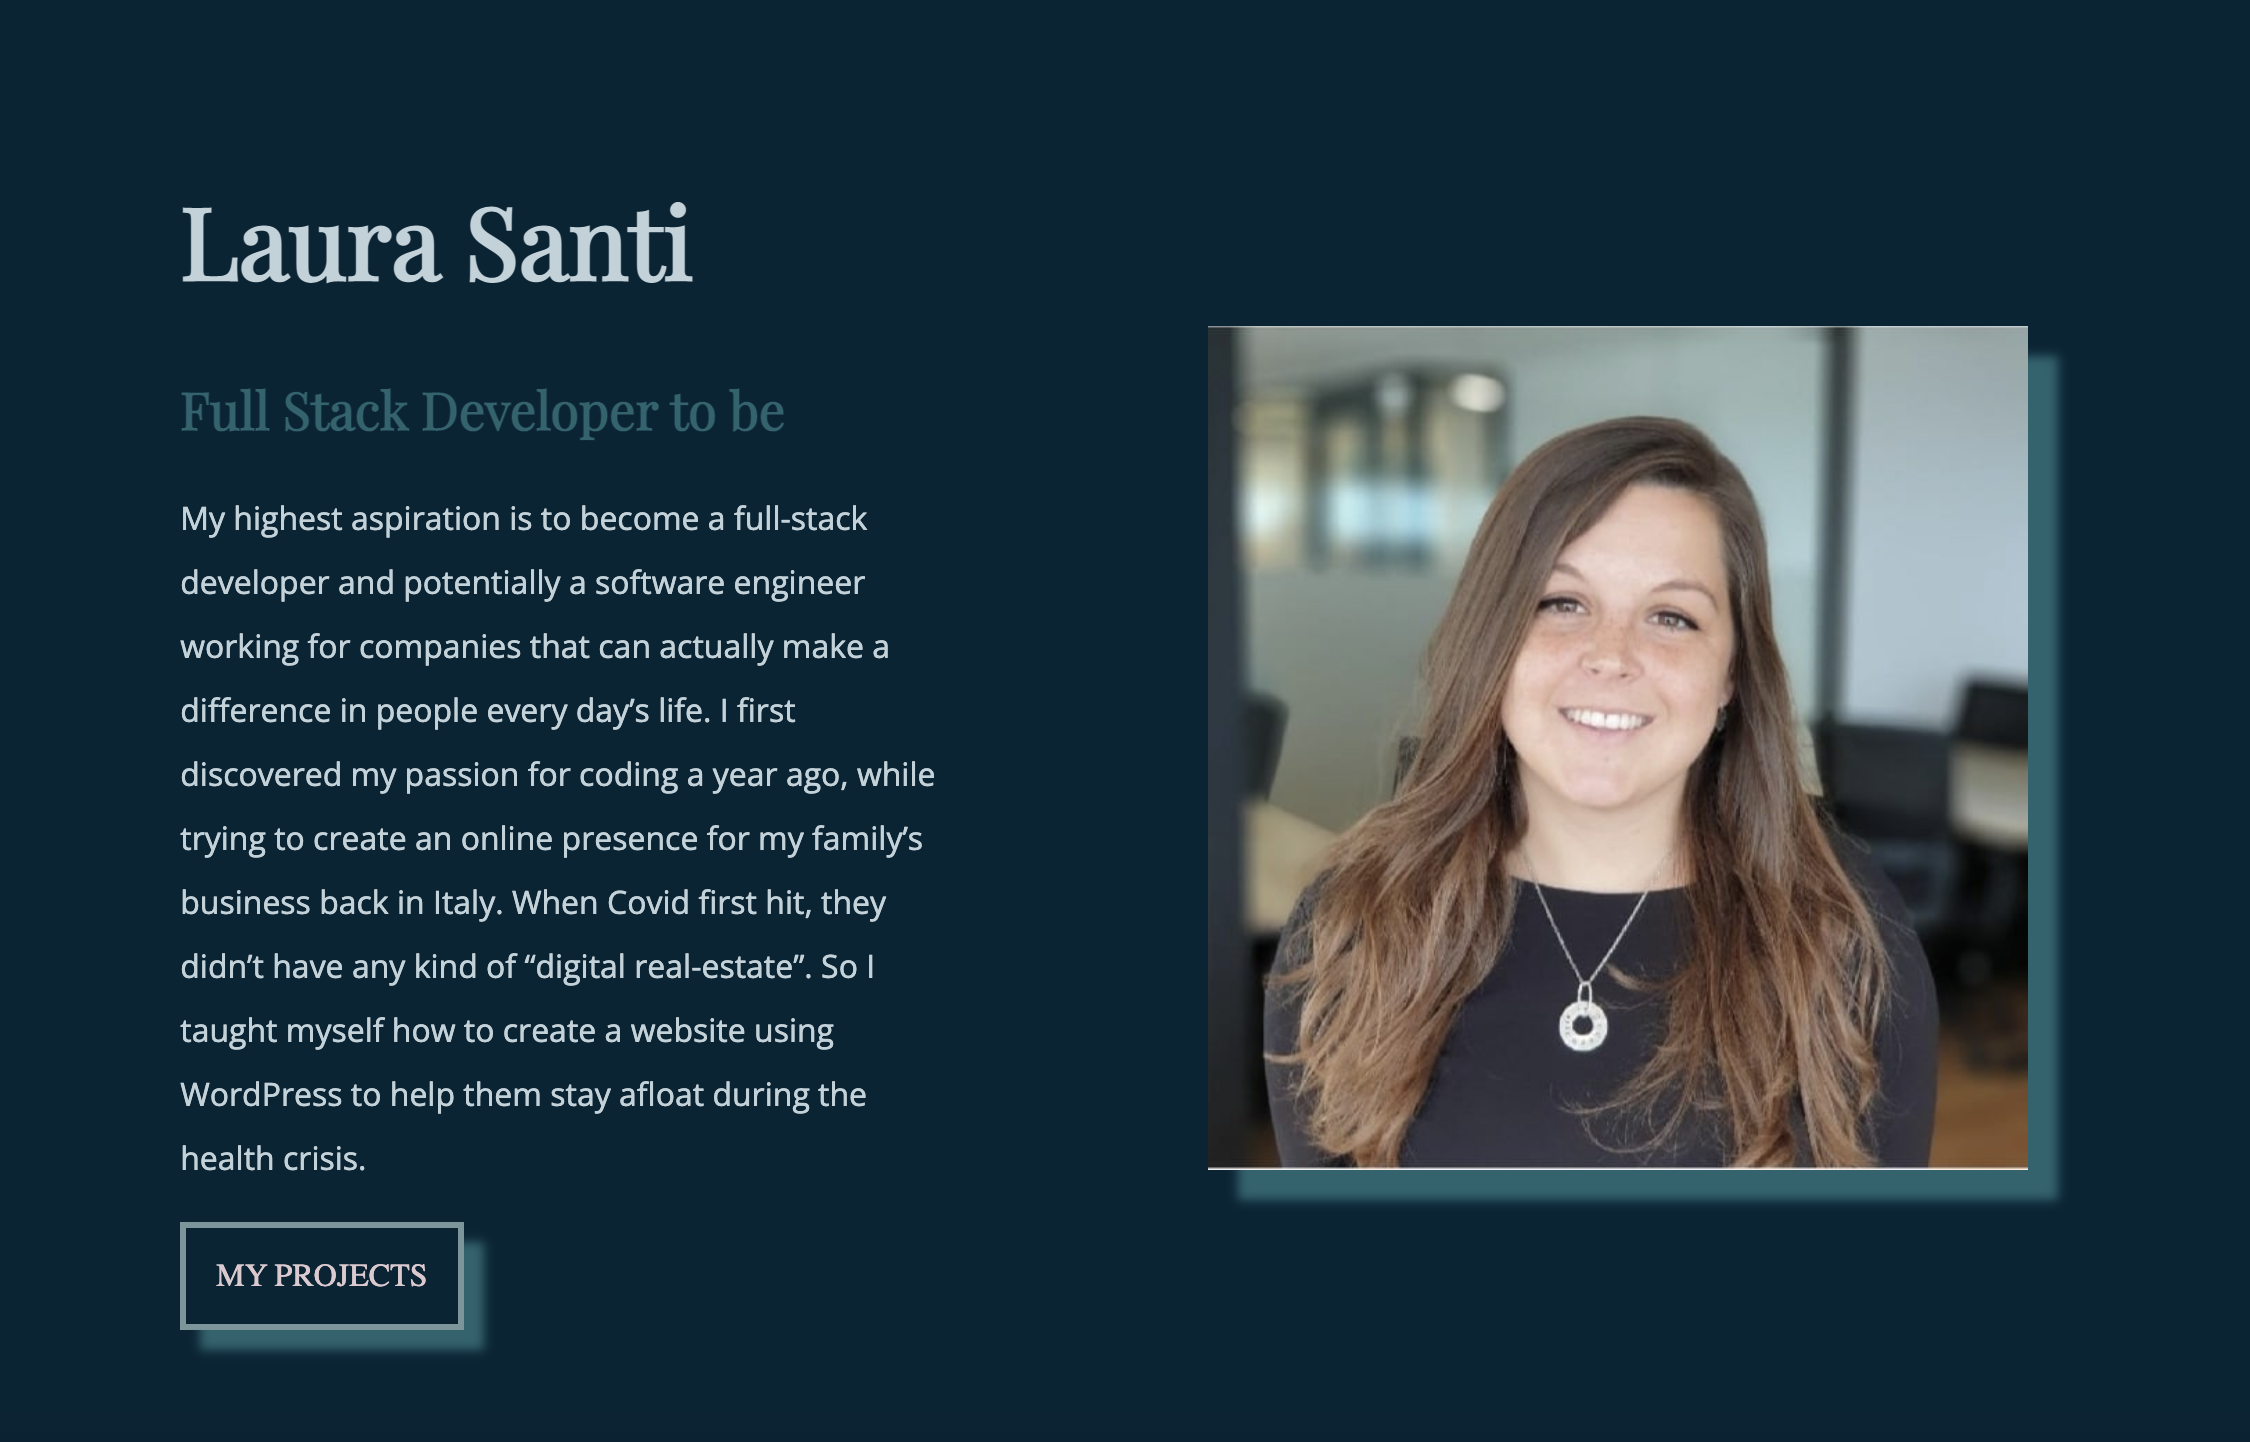 Laura Santi
Full Stack Developer to be
My highest aspiration is to become a full-stack
developer and potentially a software engineer
working for companies that can actually make a
difference in people every day’s life. I first
discovered my passion for coding a year ago, while
trying to create an online presence for my family’s
business back in Italy. When Covid first hit, they
didn’t have any kind of “digital real-estate”. So I
taught myself how to create a website using
WordPress to help them stay afloat during the
health crisis.
MY PROJECTS